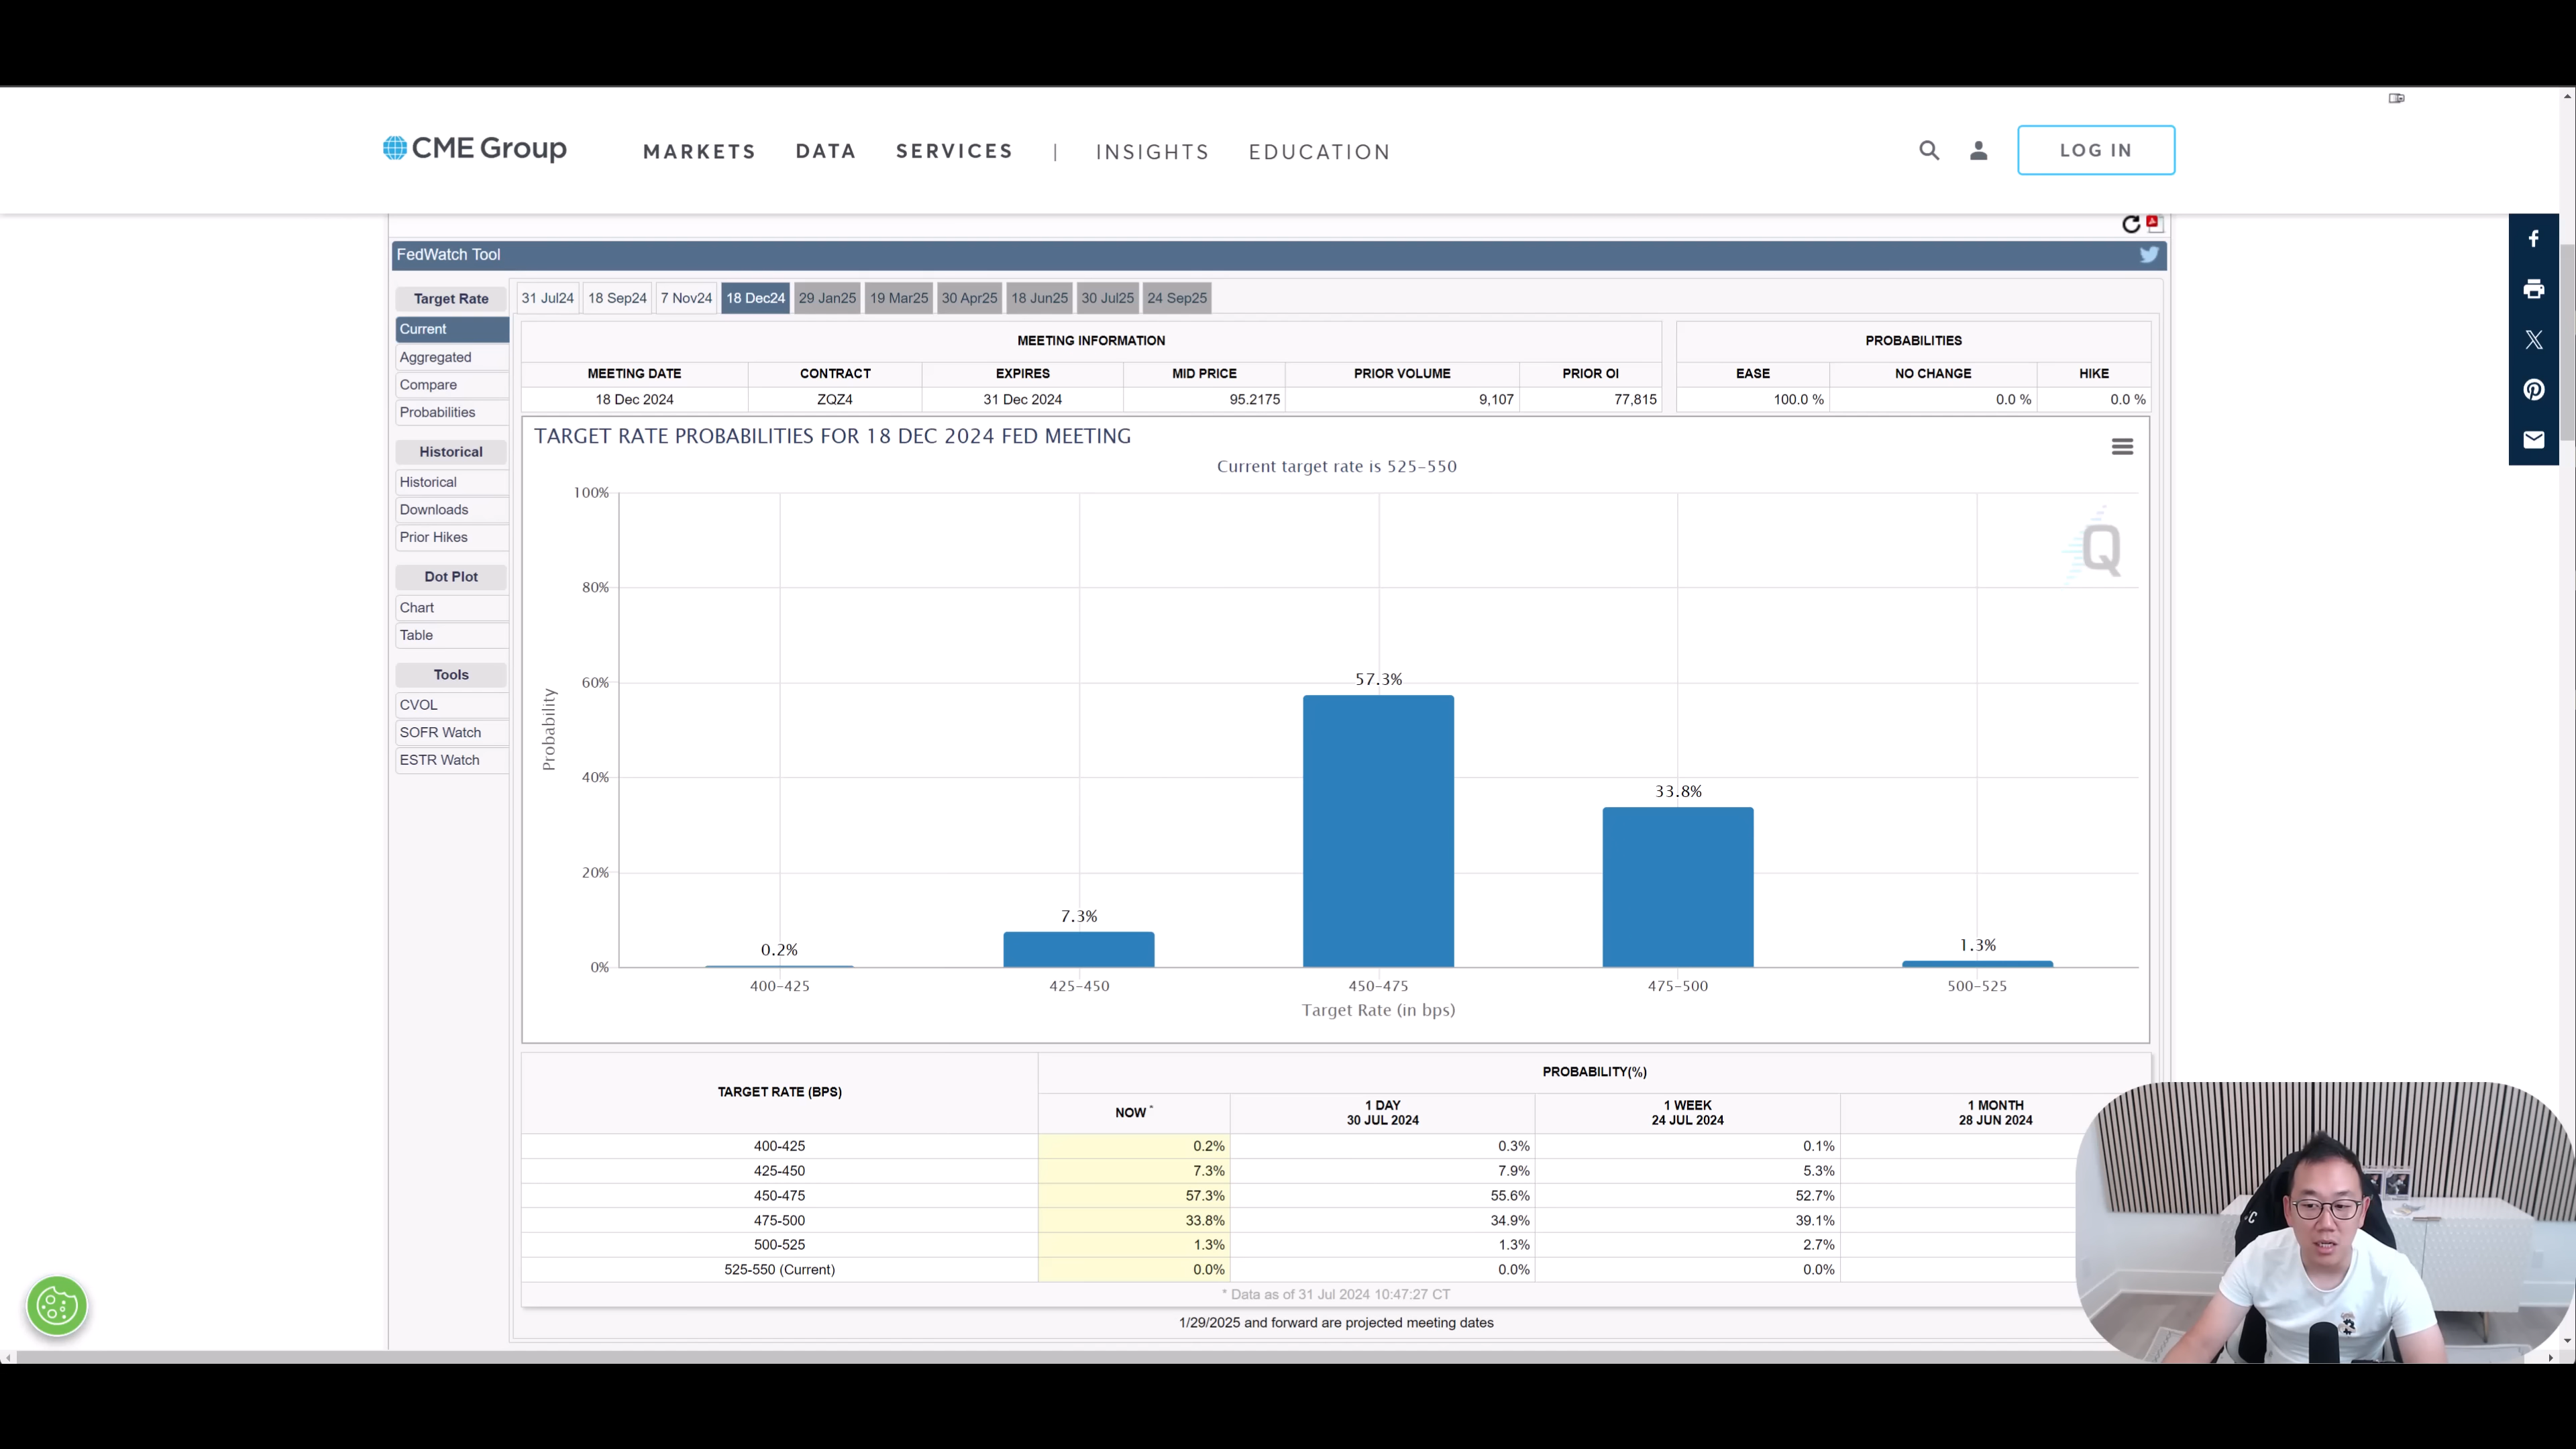 CME Group
MARKETS DATA SERVICES | INSIGHTS EDUCATION
LOG IN
FedWatch Tool
Target Rate
Current
Aggregated
Compare
Probabilities
Historical
Historical
Downloads
Prior Hikes
Dot Plot
Chart
Table
Tools
CVOL
SOFR Watch
ESTR Watch
31 Jul24 18 Sep24 7 Nov24 18 Dec24 29 Jan25 19 Mar25 30 Apr25 18 Jun25 30 Jul25 24 Sep25
MEETING INFORMATION
MEETING DATE CONTRACT EXPIRES MID PRICE PRIOR VOLUME PRIOR OI
18 Dec 2024 ZQZ4 31 Dec 2024 95.2175 9,107 77,815
PROBABILITIES
EASE NO CHANGE HIKE
100.0 % 0.0 % 0.0 %
TARGET RATE PROBABILITIES FOR 18 DEC 2024 FED MEETING
Current target rate is 525-550
Q
Probability
100%
80%
60%
40%
20%
0%
0.2%
7.3%
57.3%
33.8%
1.3%
400-425 425-450 450-475 475-500 500-525
Target Rate (in bps)
TARGET RATE (BPS) PROBABILITY(%)
NOW * 1 DAY 30 JUL 2024 1 WEEK 24 JUL 2024 1 MONTH 28 JUN 2024
400-425 0.2% 0.3% 0.1%
425-450 7.3% 7.9% 5.3%
450-475 57.3% 55.6% 52.7%
475-500 33.8% 34.9% 39.1%
500-525 1.3% 1.3% 2.7%
525-550 (Current) 0.0% 0.0% 0.0%
* Data as of 31 Jul 2024 10:47:27 CT
1/29/2025 and forward are projected meeting dates